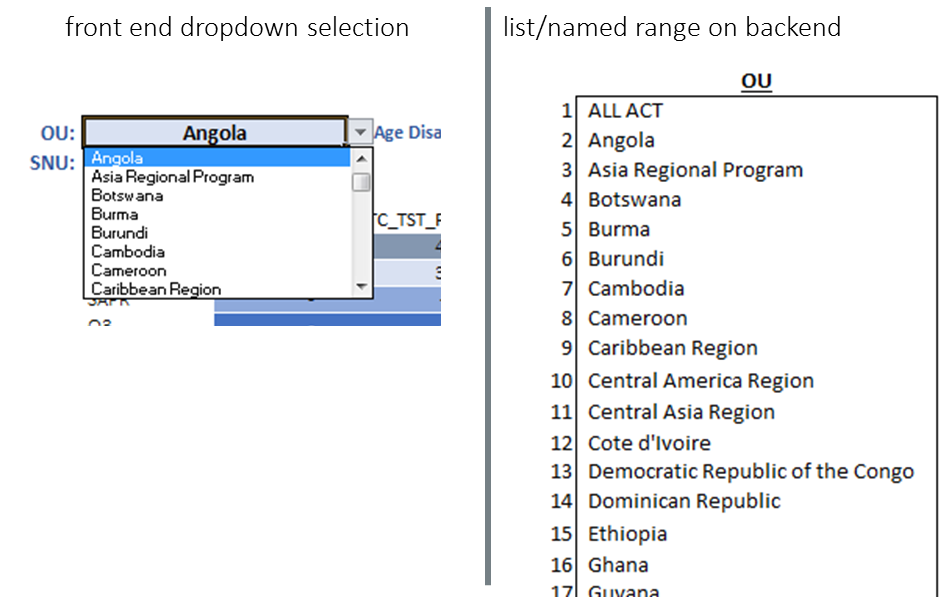 front end dropdown selection
OU:
Angola
Age Disa
SNU:
Angola
Asia Regional Program
Botswana
Burma
Burundi
Cambodia
Cameroon
Caribbean Region
TC_TST_F
list/named range on backend
OU
1 ALL ACT
2 Angola
3 Asia Regional Program
4 Botswana
5 Burma
6 Burundi
7 Cambodia
8 Cameroon
9 Caribbean Region
10 Central America Region
11 Central Asia Region
12 Cote d'Ivoire
13 Democratic Republic of the Congo
14 Dominican Republic
15 Ethiopia
16 Ghana
17 Guyana